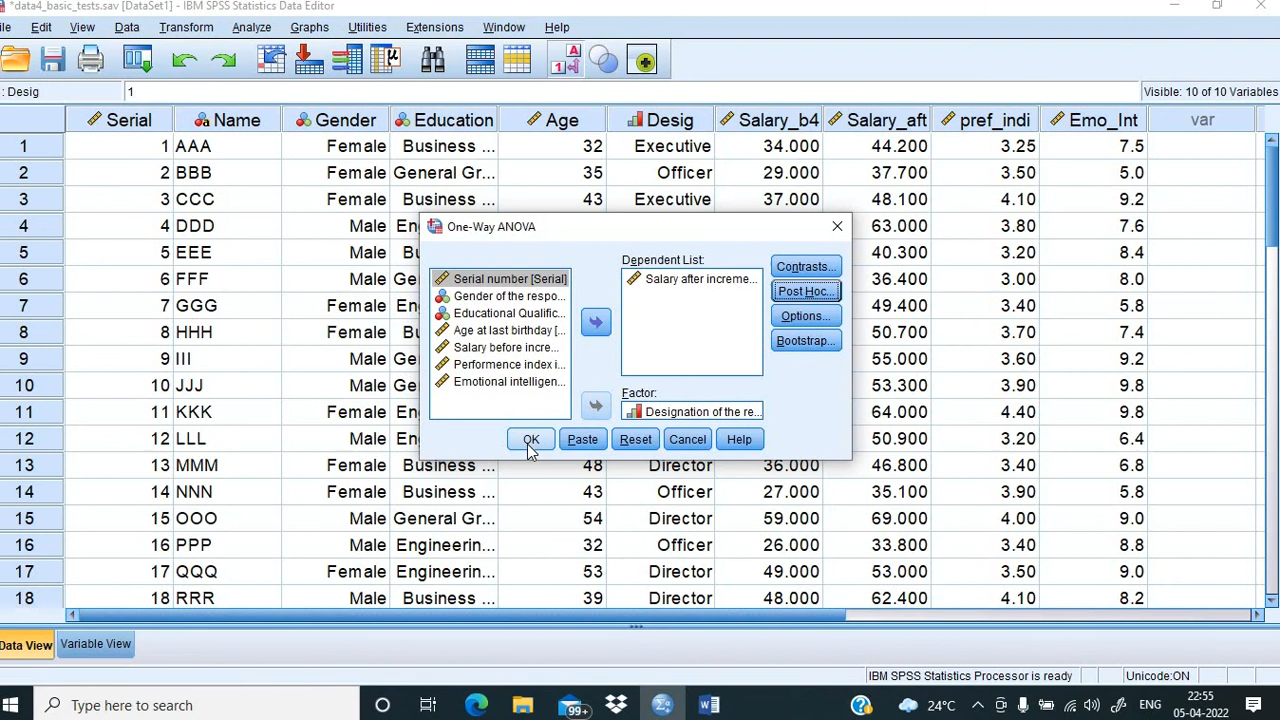 *data4_basic_tests.sav [DataSet1] - IBM SPSS Statistics Data Editor
ile Edit View Data Transform Analyze Graphs Utilities Extensions Window Help
: Desig 1 Visible: 10 of 10 Variables
Serial Name Gender Education Age Desig Salary_b4 Salary_aft pref_indi Emo_Int var
1 1 AAA Female Business ... 32 Executive 34.000 44.200 3.25 7.5
2 2 BBB Female General Gr... 35 Officer 29.000 37.700 3.50 5.0
3 3 CCC Female Business ... 43 Executive 37.000 48.100 4.10 9.2
4 4 DDD Male 63.000 3.80 7.6
5 5 EEE Male 40.300 3.20 8.4
6 6 FFF Male 36.400 3.00 8.0
7 7 GGG Female 49.400 3.40 7.8
8 8 HHH Male 50.700 3.70 7.4
9 9 III Male 55.000 3.60 9.2
10 10 JJJ Male 53.300 3.90 9.8
11 11 KKK Female 64.000 4.30 9.8
12 12 LLL Female 50.900 3.20 6.4
13 13 MMM Female Business ... 48 Director 36.000 46.800 3.40 6.8
14 14 NNN Female Business ... 43 Officer 27.000 35.100 3.90 5.8
15 15 OOO Male General Gr... 54 Director 59.000 69.000 4.00 9.0
16 16 PPP Male Engineerin... 32 Officer 26.000 33.800 3.40 8.8
17 17 QQQ Female Engineerin... 53 Director 49.000 53.000 3.50 9.0
18 18 RRR Male Business ... 39 Director 48.000 62.400 4.10 8.2
One-Way ANOVA
Dependent List:
Serial number [Serial]
Gender of the respo...
Educational Qualific...
Age at last birthday [...
Salary before incre...
Performence index i...
Emotional intelligen...
Salary after increme...
Contrasts...
Post Hoc...
Options...
Bootstrap...
Factor:
Designation of the re...
OK Paste Reset Cancel Help
Data View Variable View
IBM SPSS Statistics Processor is ready Unicode:ON
Type here to search
99+
24°C
ENG
22:55
05-04-2022